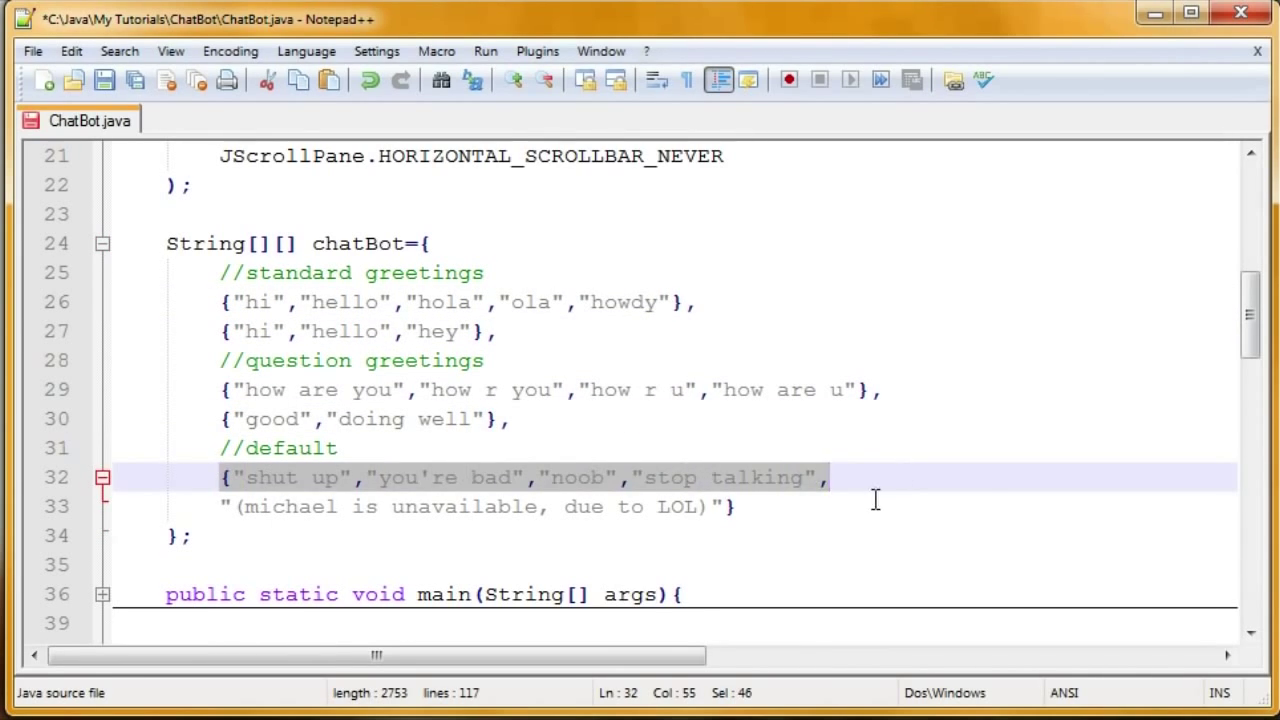 *C:\Java\My Tutorials\ChatBot\ChatBot.java - Notepad++
File Edit Search View Encoding Language Settings Macro Run Plugins Window ? X
ABC
ChatBot.java
21 JScrollPane.HORIZONTAL_SCROLLBAR_NEVER
22 );
23
24 String[][] chatBot={
25 //standard greetings
26 {"hi","hello","hola","ola","howdy"},
27 {"hi","hello","hey"},
28 //question greetings
29 {"how are you","how r you","how r u","how are u"},
30 {"good","doing well"},
31 //default
32 {"shut up","you're bad","noob","stop talking",
33 "(michael is unavailable, due to LOL)"}
34 };
35
36 public static void main(String[] args){
39
Java source file length : 2753 lines : 117 Ln : 32 Col : 55 Sel : 46 Dos\Windows ANSI INS